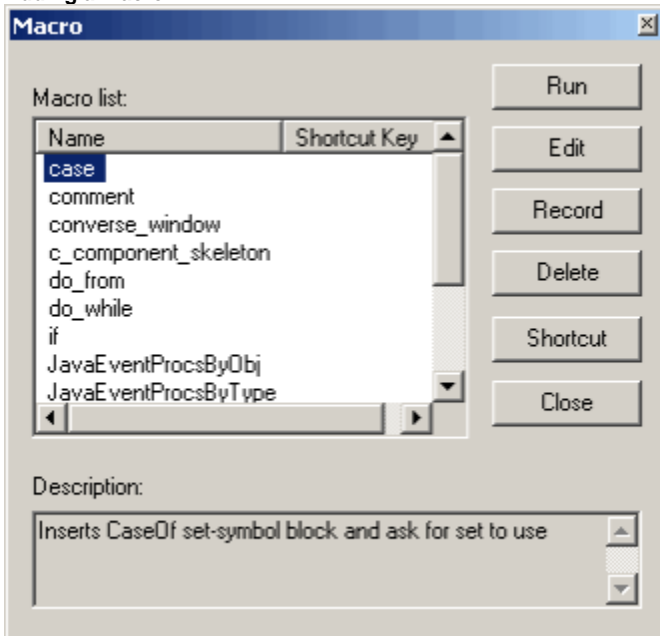 Macro
Macro list:
Name Shortcut Key
case
comment
converse_window
c_component_skeleton
do_from
do_while
if
JavaEventProcsByObj
JavaEventProcsByType
Run
Edit
Record
Delete
Shortcut
Close
Description:
Inserts CaseOf set-symbol block and ask for set to use